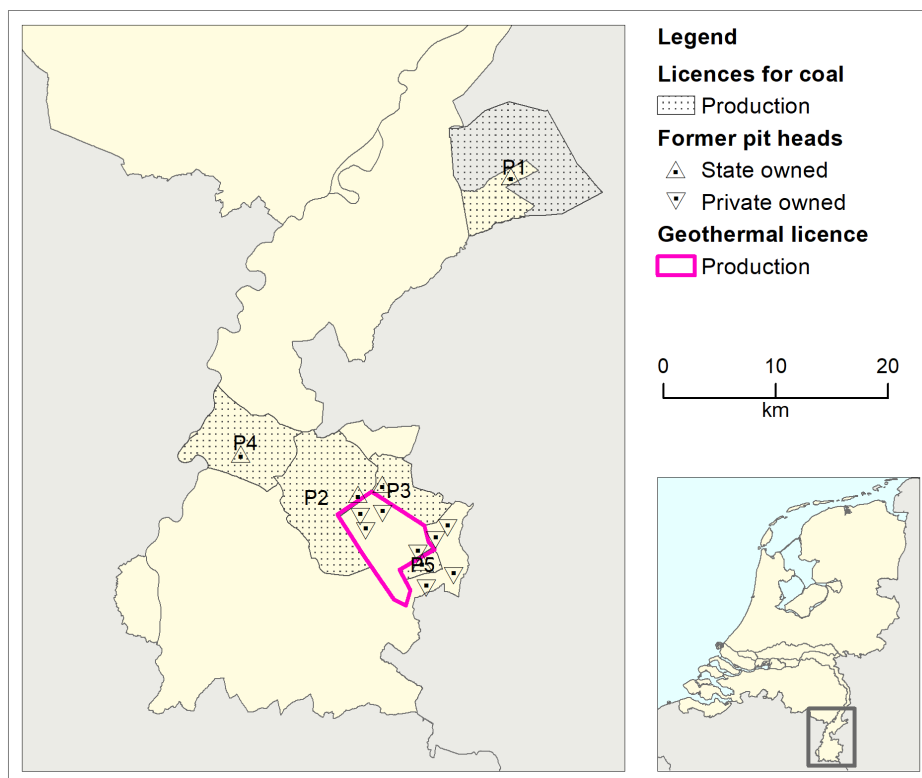 P1
P4
P2
P3
P5
Legend
Licences for coal
Production
Former pit heads
State owned
Private owned
Geothermal licence
Production
0 10 20
km